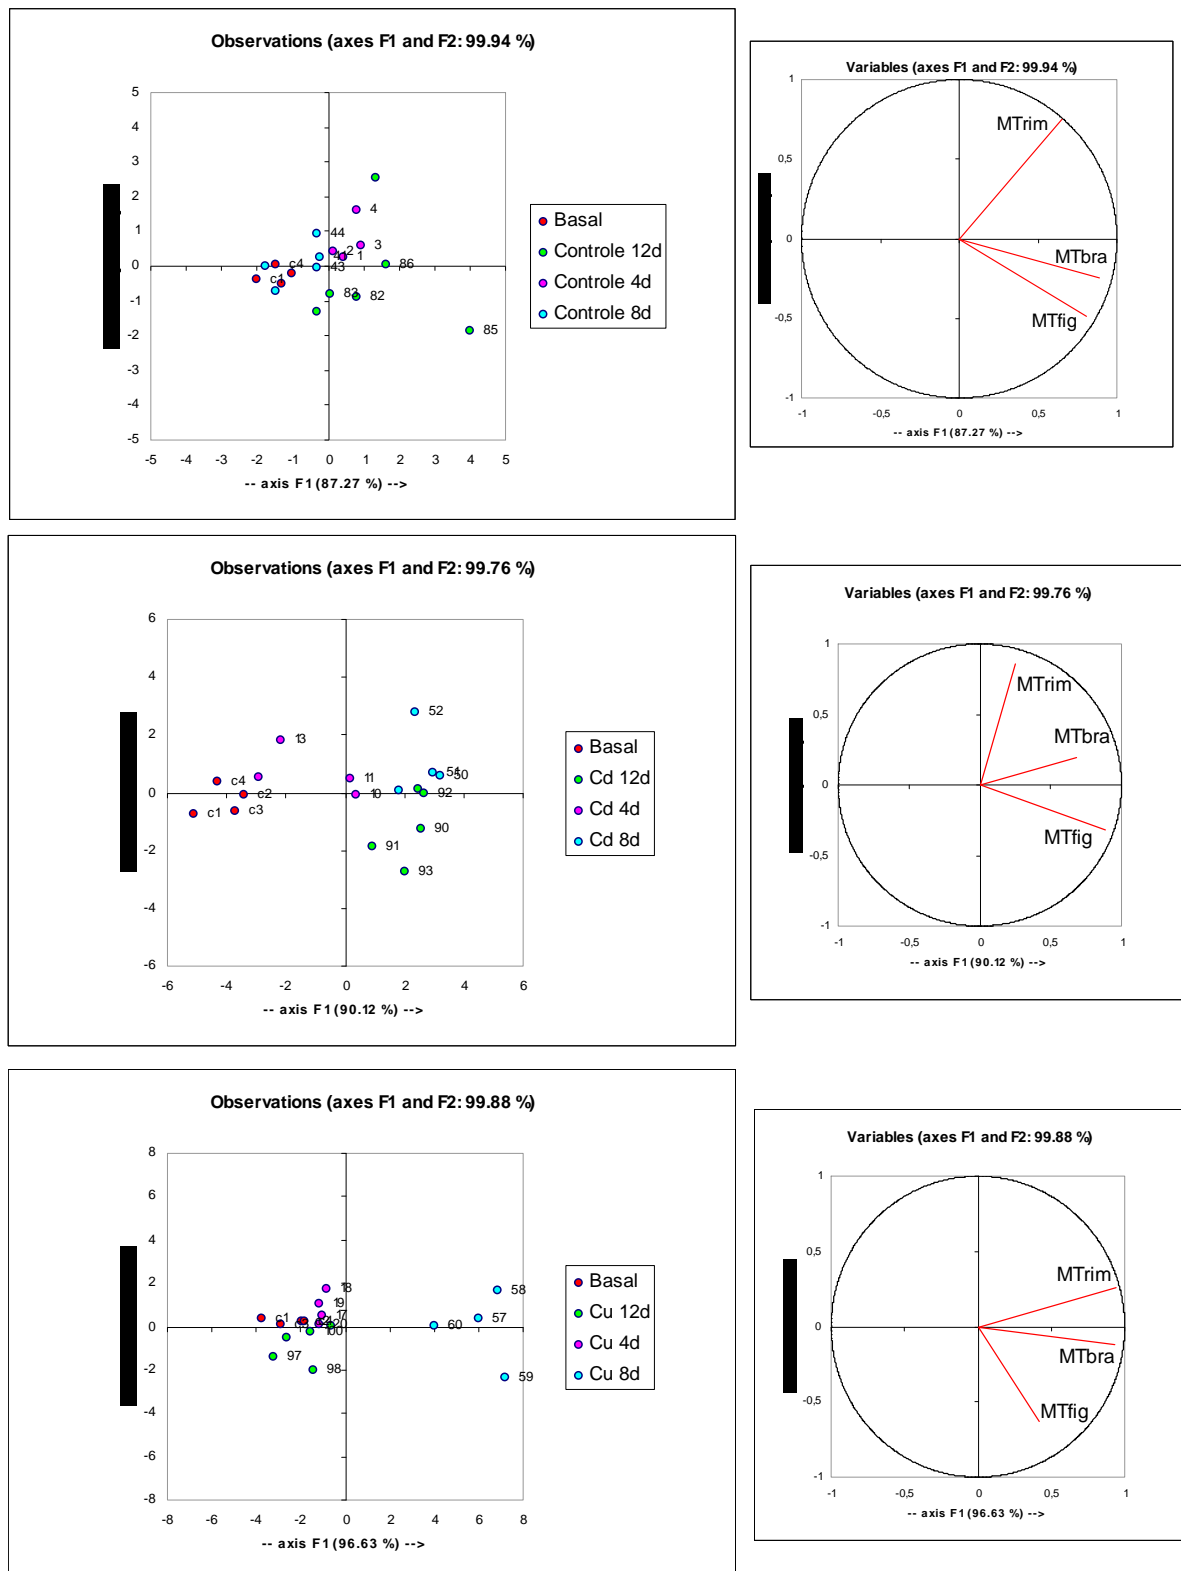 Observations (axes F1 and F2: 99.94 %)
5
4
3
2
1
0
-1
-2
-3
-4
-5
-5 -4 -3 -2 -1 0 1 2 3 4 5
-- axis F1 (87.27 %) -->
4
44
2
3
1
43
86
c4
c1
83
82
85
Basal
Controle 12d
Controle 4d
Controle 8d
Variables (axes F1 and F2: 99.94 %)
1
0,5
0
-0,5
-1
-1 -0,5 0 0,5 1
MTrim
MTbra
MTfig
-- axis F1 (87.27 %) -->
Observations (axes F1 and F2: 99.76 %)
6
4
2
0
-2
-4
-6
-6 -4 -2 0 2 4 6
-- axis F1 (90.12 %) -->
52
13
11
51
50
c4
c2
10
92
c1
c3
90
91
93
Basal
Cd 12d
Cd 4d
Cd 8d
Variables (axes F1 and F2: 99.76 %)
1
0,5
0
-0,5
-1
-1 -0,5 0 0,5 1
MTrim
MTbra
MTfig
-- axis F1 (90.12 %) -->
Observations (axes F1 and F2: 99.88 %)
8
6
4
2
0
-2
-4
-6
-8
-8 -6 -4 -2 0 2 4 6 8
-- axis F1 (96.63 %) -->
18
19
17
58
57
c1
20
60
100
97
98
59
Basal
Cu 12d
Cu 4d
Cu 8d
Variables (axes F1 and F2: 99.88 %)
1
0,5
0
-0,5
-1
-1 -0,5 0 0,5 1
MTrim
MTbra
MTfig
-- axis F1 (96.63 %) -->